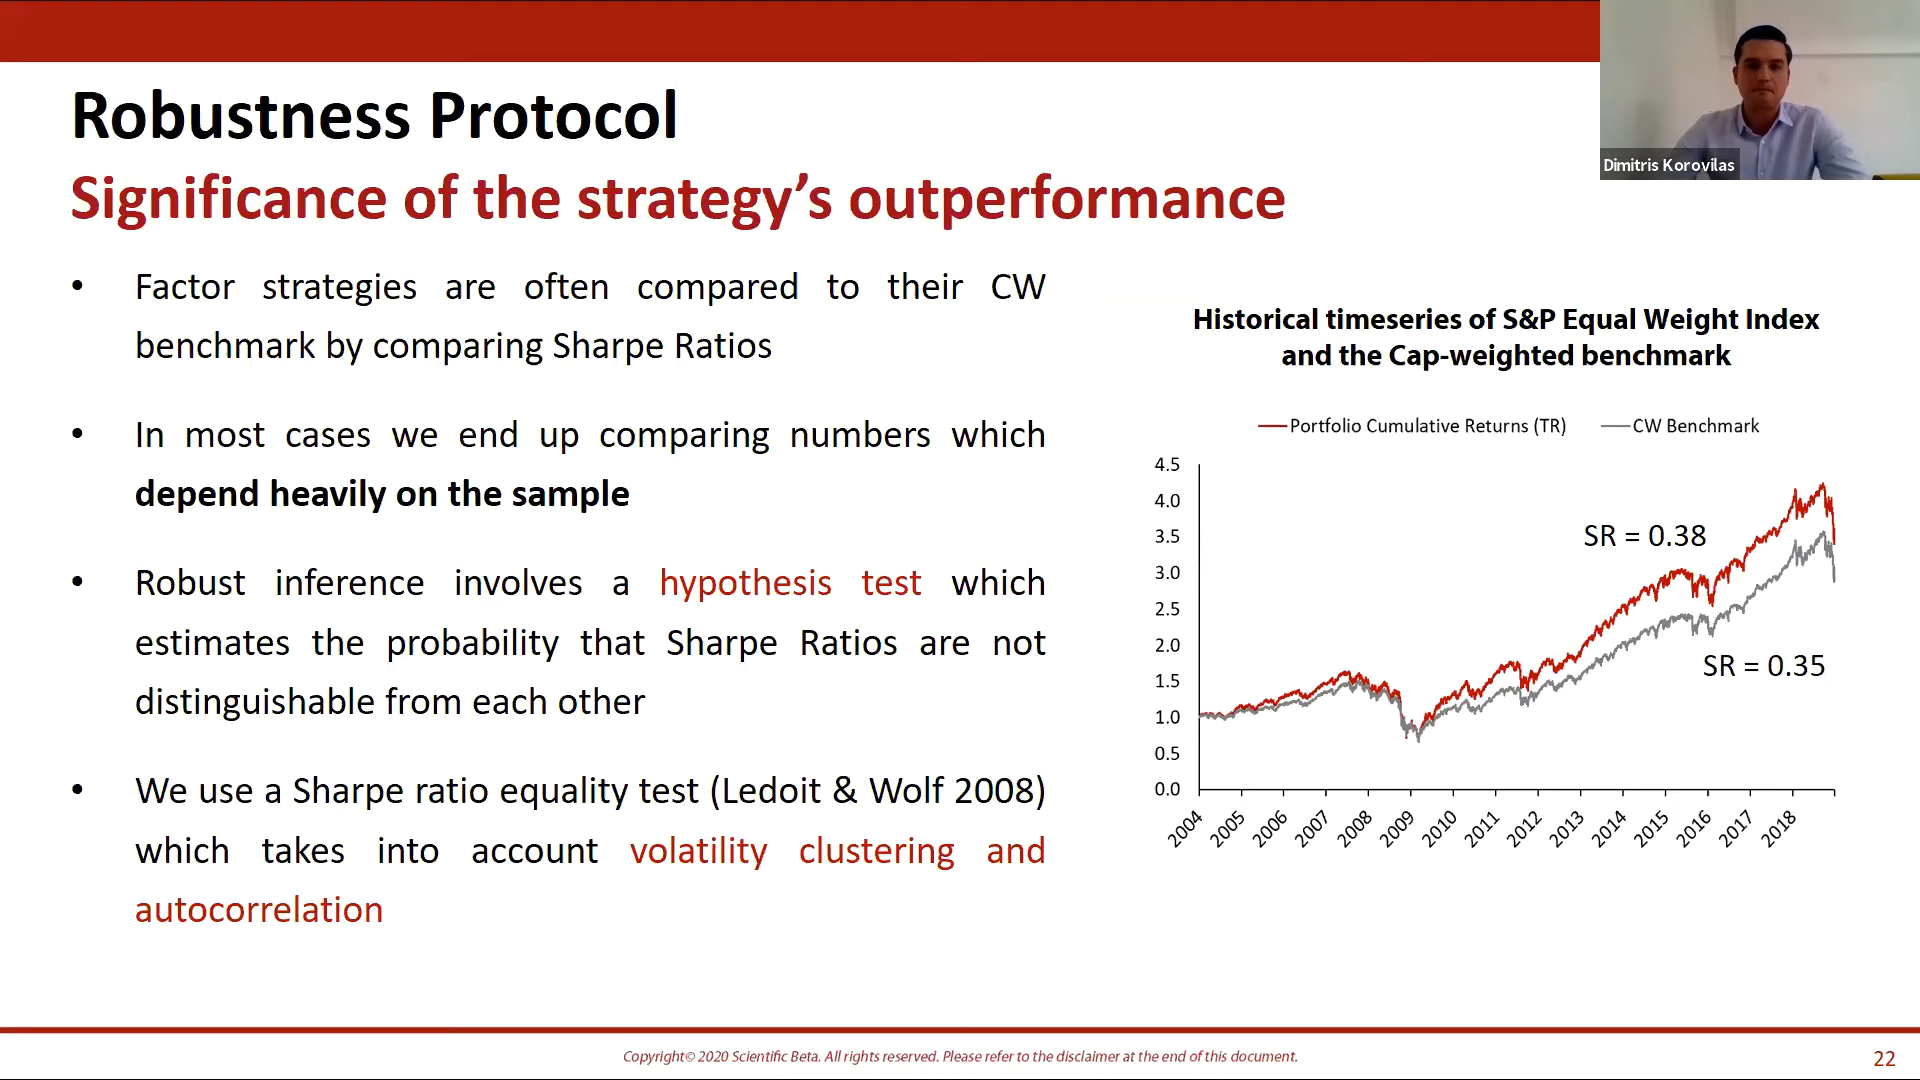 Robustness Protocol
Significance of the strategy’s outperformance
• Factor strategies are often compared to their CW
benchmark by comparing Sharpe Ratios
• In most cases we end up comparing numbers which
depend heavily on the sample
• Robust inference involves a hypothesis test which
estimates the probability that Sharpe Ratios are not
distinguishable from each other
• We use a Sharpe ratio equality test (Ledoit & Wolf 2008)
which takes into account volatility clustering and
autocorrelation
Dimitris Korovilas
Historical timeseries of S&P Equal Weight Index
and the Cap-weighted benchmark
Portfolio Cumulative Returns (TR) CW Benchmark
4.5
4.0
3.5
3.0
2.5
2.0
1.5
1.0
0.5
0.0
SR = 0.38
SR = 0.35
2004 2005 2006 2007 2008 2009 2010 2011 2012 2013 2014 2015 2016 2017 2018
Copyright© 2020 Scientific Beta. All rights reserved. Please refer to the disclaimer at the end of this document.
22